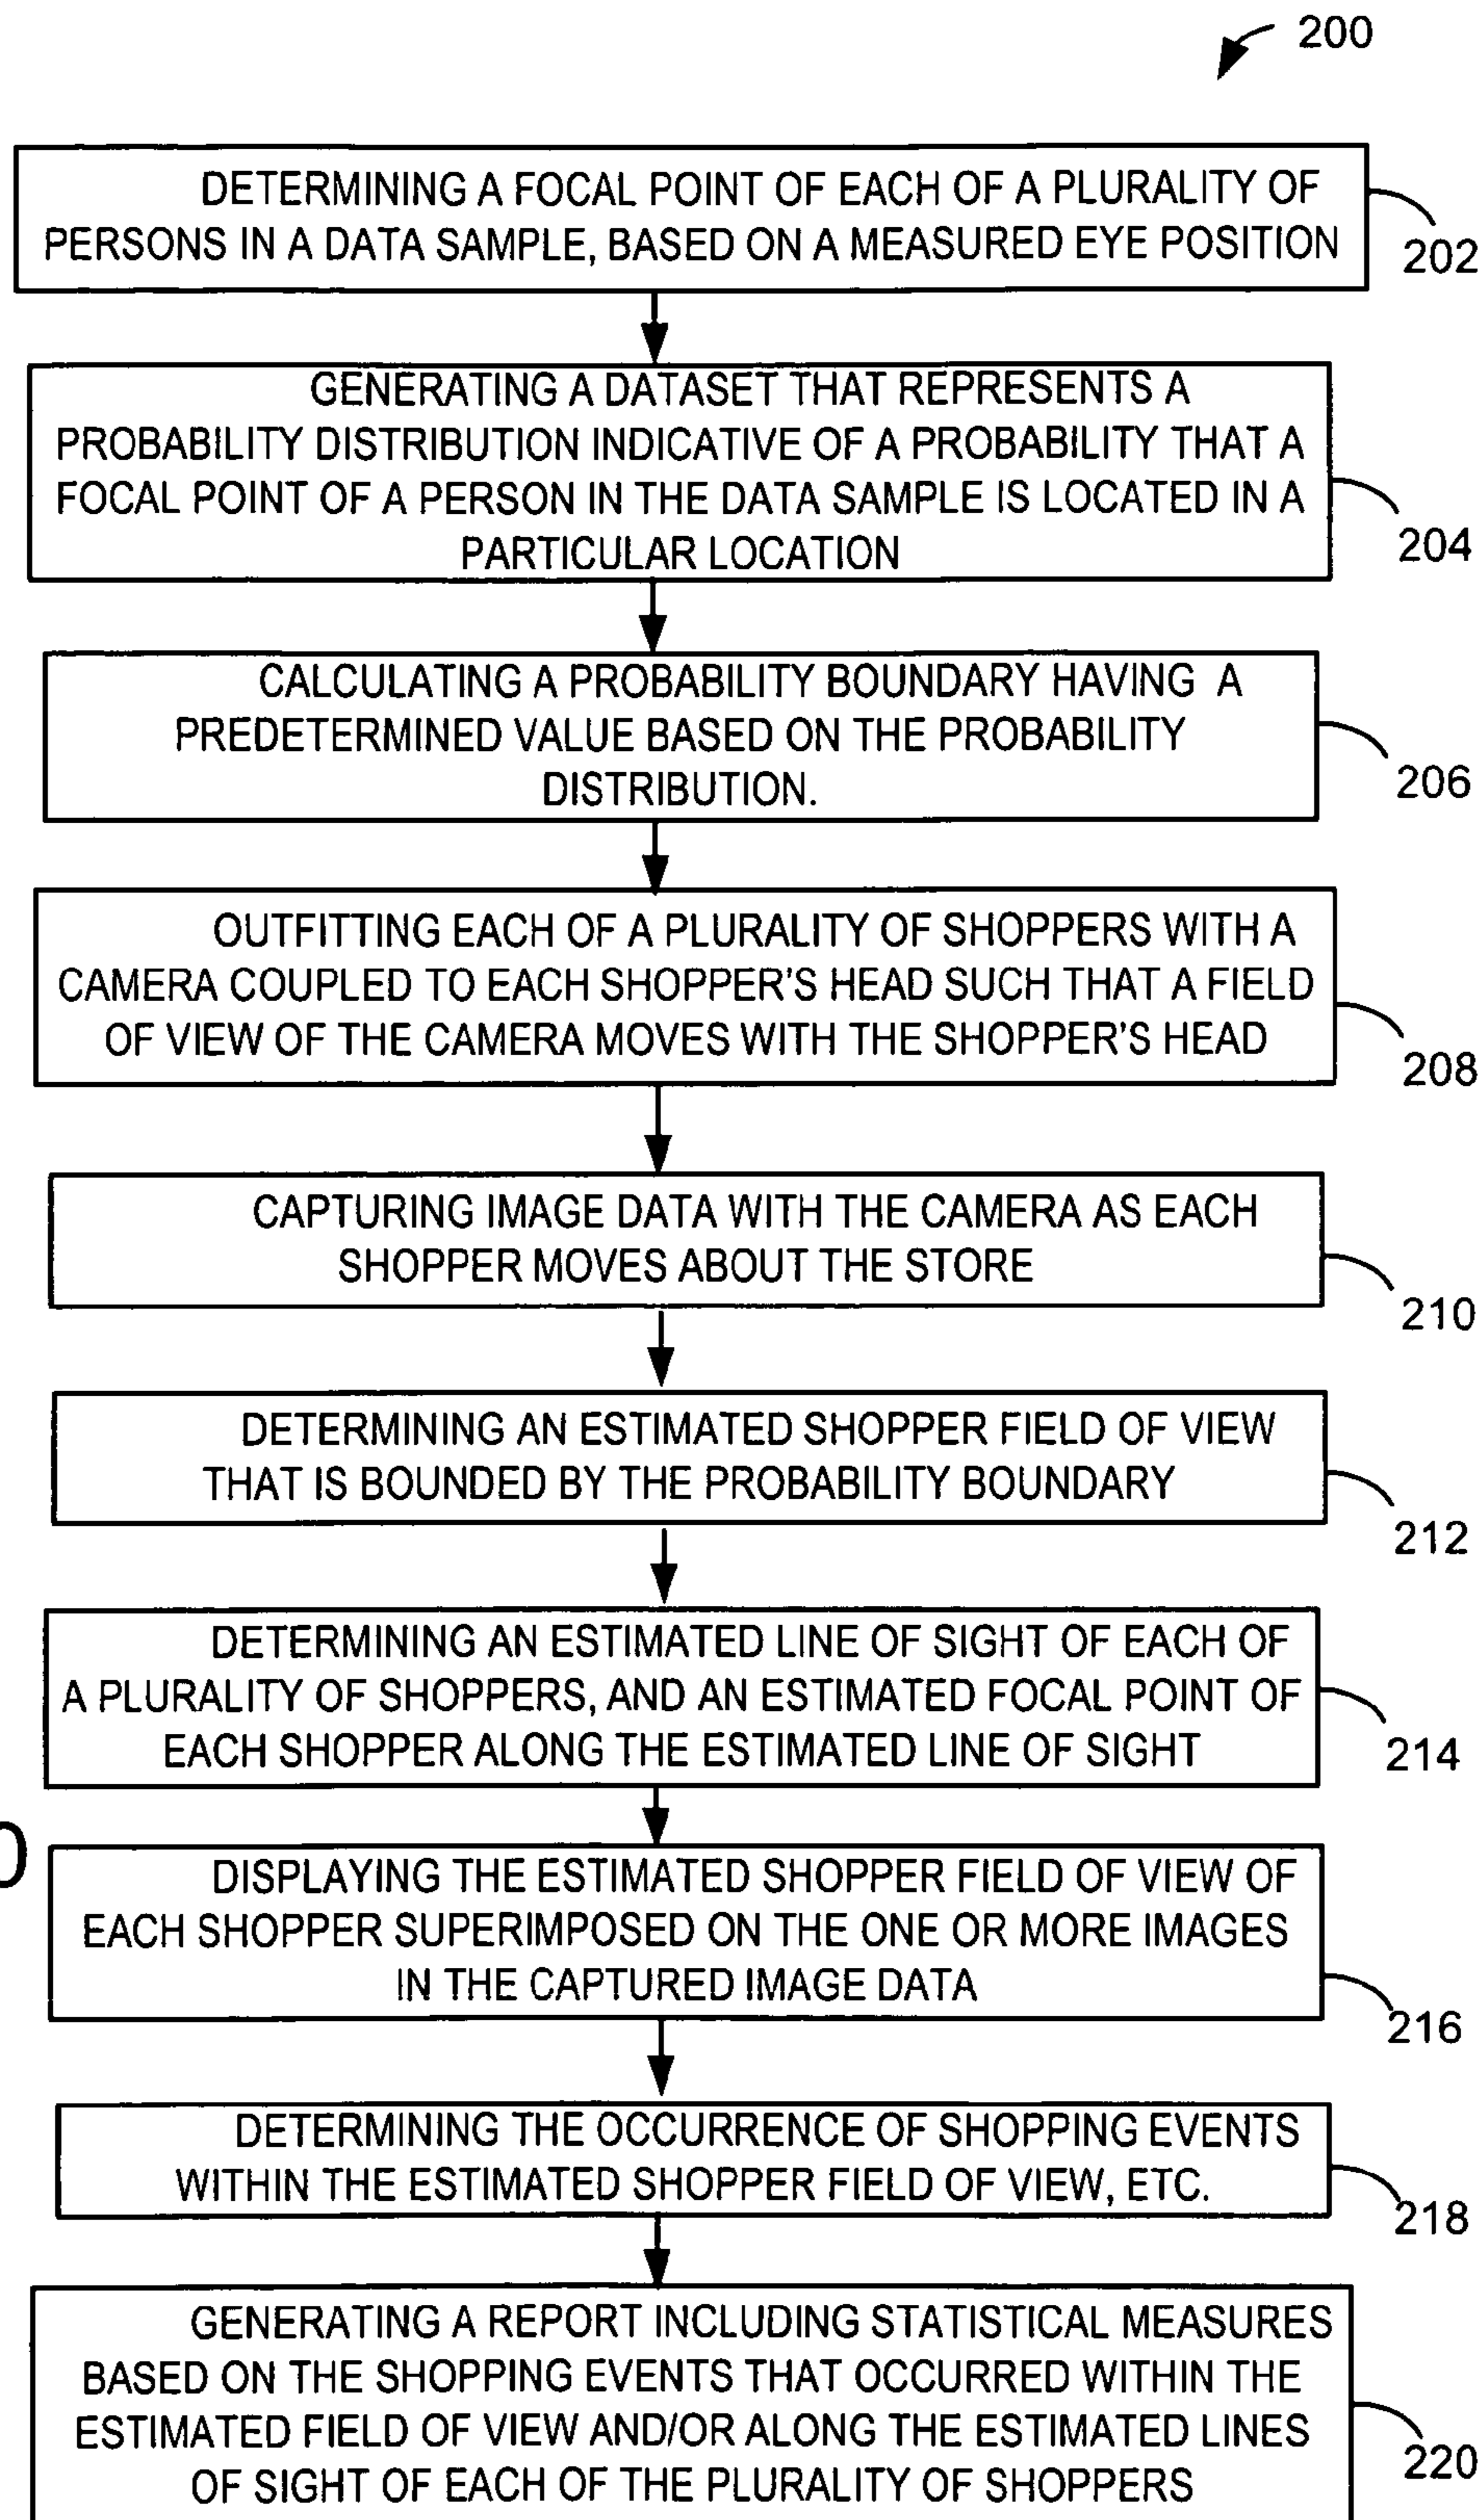 200
DETERMINING A FOCAL POINT OF EACH OF A PLURALITY OF
PERSONS IN A DATA SAMPLE, BASED ON A MEASURED EYE POSITION
202
GENERATING A DATASET THAT REPRESENTS A
PROBABILITY DISTRIBUTION INDICATIVE OF A PROBABILITY THAT A
FOCAL POINT OF A PERSON IN THE DATA SAMPLE IS LOCATED IN A
PARTICULAR LOCATION
204
CALCULATING A PROBABILITY BOUNDARY HAVING A
PREDETERMINED VALUE BASED ON THE PROBABILITY
DISTRIBUTION.
206
OUTFITTING EACH OF A PLURALITY OF SHOPPERS WITH A
CAMERA COUPLED TO EACH SHOPPER'S HEAD SUCH THAT A FIELD
OF VIEW OF THE CAMERA MOVES WITH THE SHOPPER'S HEAD
208
CAPTURING IMAGE DATA WITH THE CAMERA AS EACH
SHOPPER MOVES ABOUT THE STORE
210
DETERMINING AN ESTIMATED SHOPPER FIELD OF VIEW
THAT IS BOUNDED BY THE PROBABILITY BOUNDARY
212
DETERMINING AN ESTIMATED LINE OF SIGHT OF EACH OF
A PLURALITY OF SHOPPERS, AND AN ESTIMATED FOCAL POINT OF
EACH SHOPPER ALONG THE ESTIMATED LINE OF SIGHT
214
DISPLAYING THE ESTIMATED SHOPPER FIELD OF VIEW OF
EACH SHOPPER SUPERIMPOSED ON THE ONE OR MORE IMAGES
IN THE CAPTURED IMAGE DATA
216
DETERMINING THE OCCURRENCE OF SHOPPING EVENTS
WITHIN THE ESTIMATED SHOPPER FIELD OF VIEW, ETC.
218
GENERATING A REPORT INCLUDING STATISTICAL MEASURES
BASED ON THE SHOPPING EVENTS THAT OCCURRED WITHIN THE
ESTIMATED FIELD OF VIEW AND/OR ALONG THE ESTIMATED LINES
OF SIGHT OF EACH OF THE PLURALITY OF SHOPPERS
220